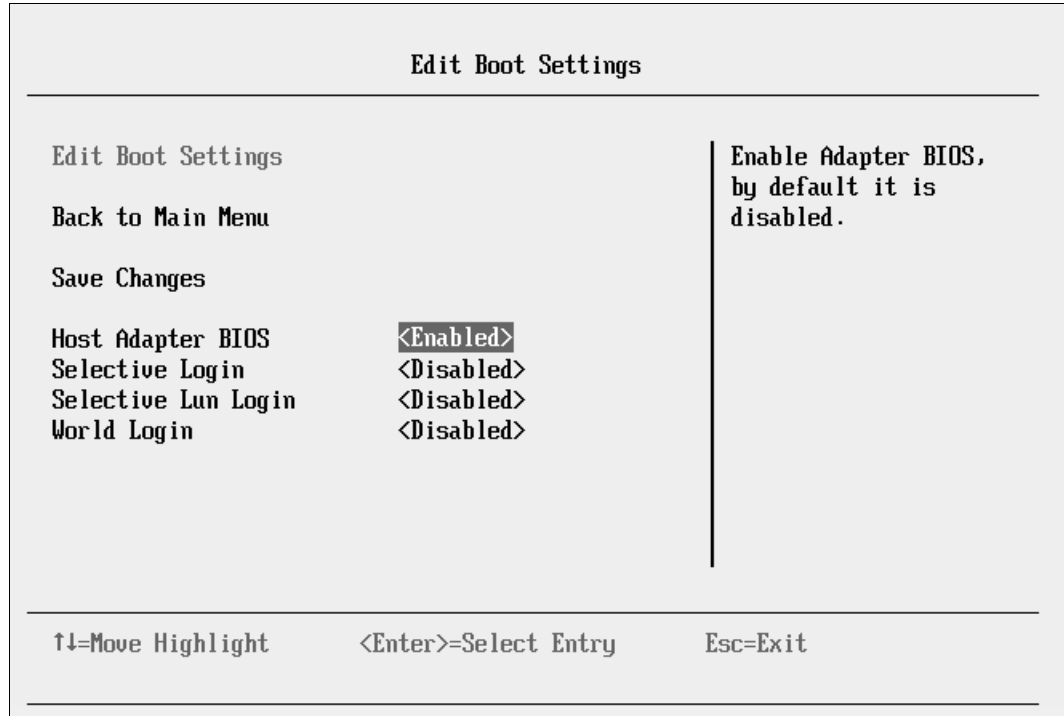 Edit Boot Settings
Edit Boot Settings
Back to Main Menu
Save Changes
Host Adapter BIOS <Enabled>
Selective Login <Disabled>
Selective Lun Login <Disabled>
World Login <Disabled>
Enable Adapter BIOS,
by default it is
disabled.
↑↓=Move Highlight <Enter>=Select Entry Esc=Exit